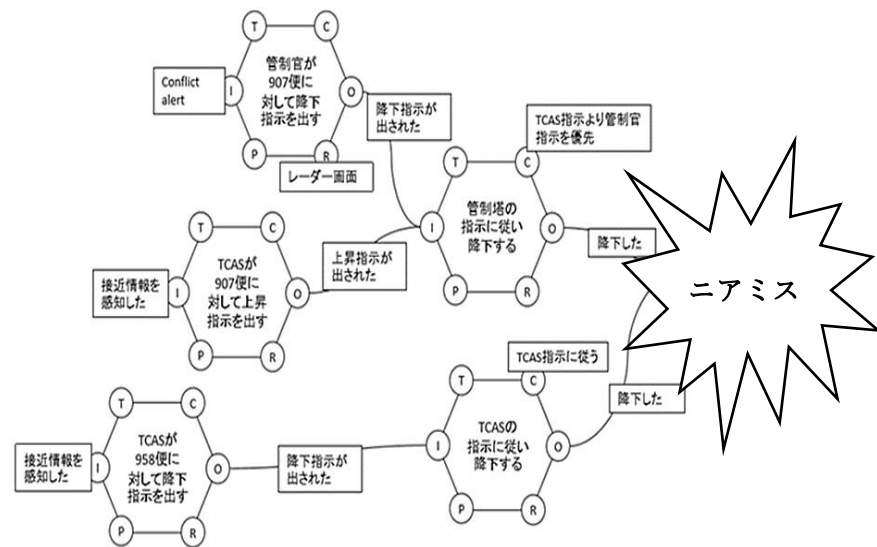 T
C
Conflict
alert
I
管制官が
907便に
対して降下
指示を出す
O
P
R
レーダー画面
降下指示が
出された
TCAS指示より管制官
指示を優先
T
C
I
管制塔の
指示に従い
降下する
O
P
R
降下した
T
C
接近情報を
感知した
I
TCASが
907便に
対して上昇
指示を出す
O
P
R
上昇指示が
出された
ニアミス
TCAS指示に従う
T
C
I
TCASの
指示に従い
降下する
O
P
R
降下した
T
C
接近情報を
感知した
I
TCASが
958便に
対して降下
指示を出す
O
P
R
降下指示が
出された